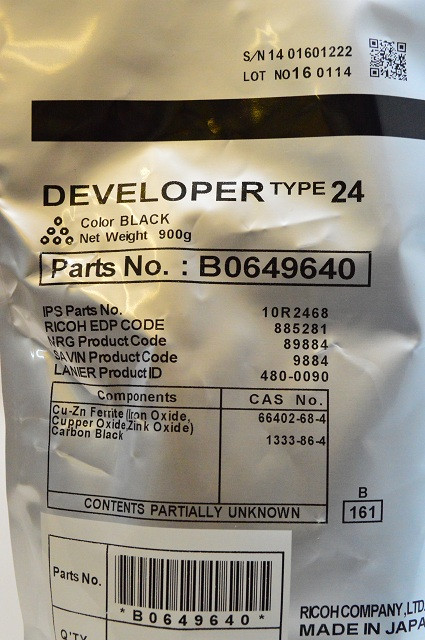 S/N 14 01601222
LOT NO16 0114
DEVELOPER TYPE 24
Color BLACK
Net Weight 900g
Parts No. : B0649640
IPS Parts No. 10R2468
RICOH EDP CODE 885281
NRG Product Code 89884
SAVIN Product Code 9884
LANIER Product ID 480-0090
Components CAS No.
Cu-Zn Ferrite (Iron Oxide, 66402-68-4
Cupper Oxide,Zink Oxide)
Carbon Black 1333-86-4
CONTENTS PARTIALLY UNKNOWN
B
161
Parts No.
*B0649640*
Q'TY
RICOH COMPANY,LTD.
MADE IN JAPA